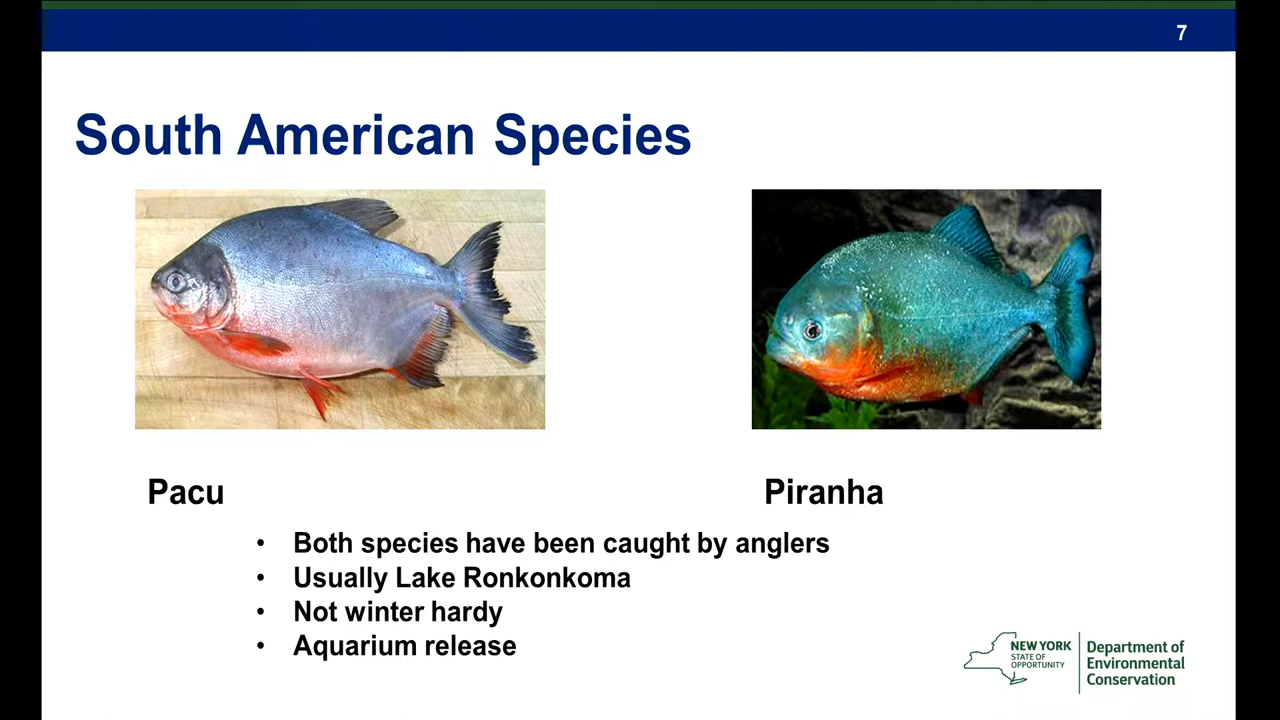 7
South American Species
Pacu
Piranha
• Both species have been caught by anglers
• Usually Lake Ronkonkoma
• Not winter hardy
• Aquarium release
NEW YORK
STATE OF
OPPORTUNITY
Department of
Environmental
Conservation